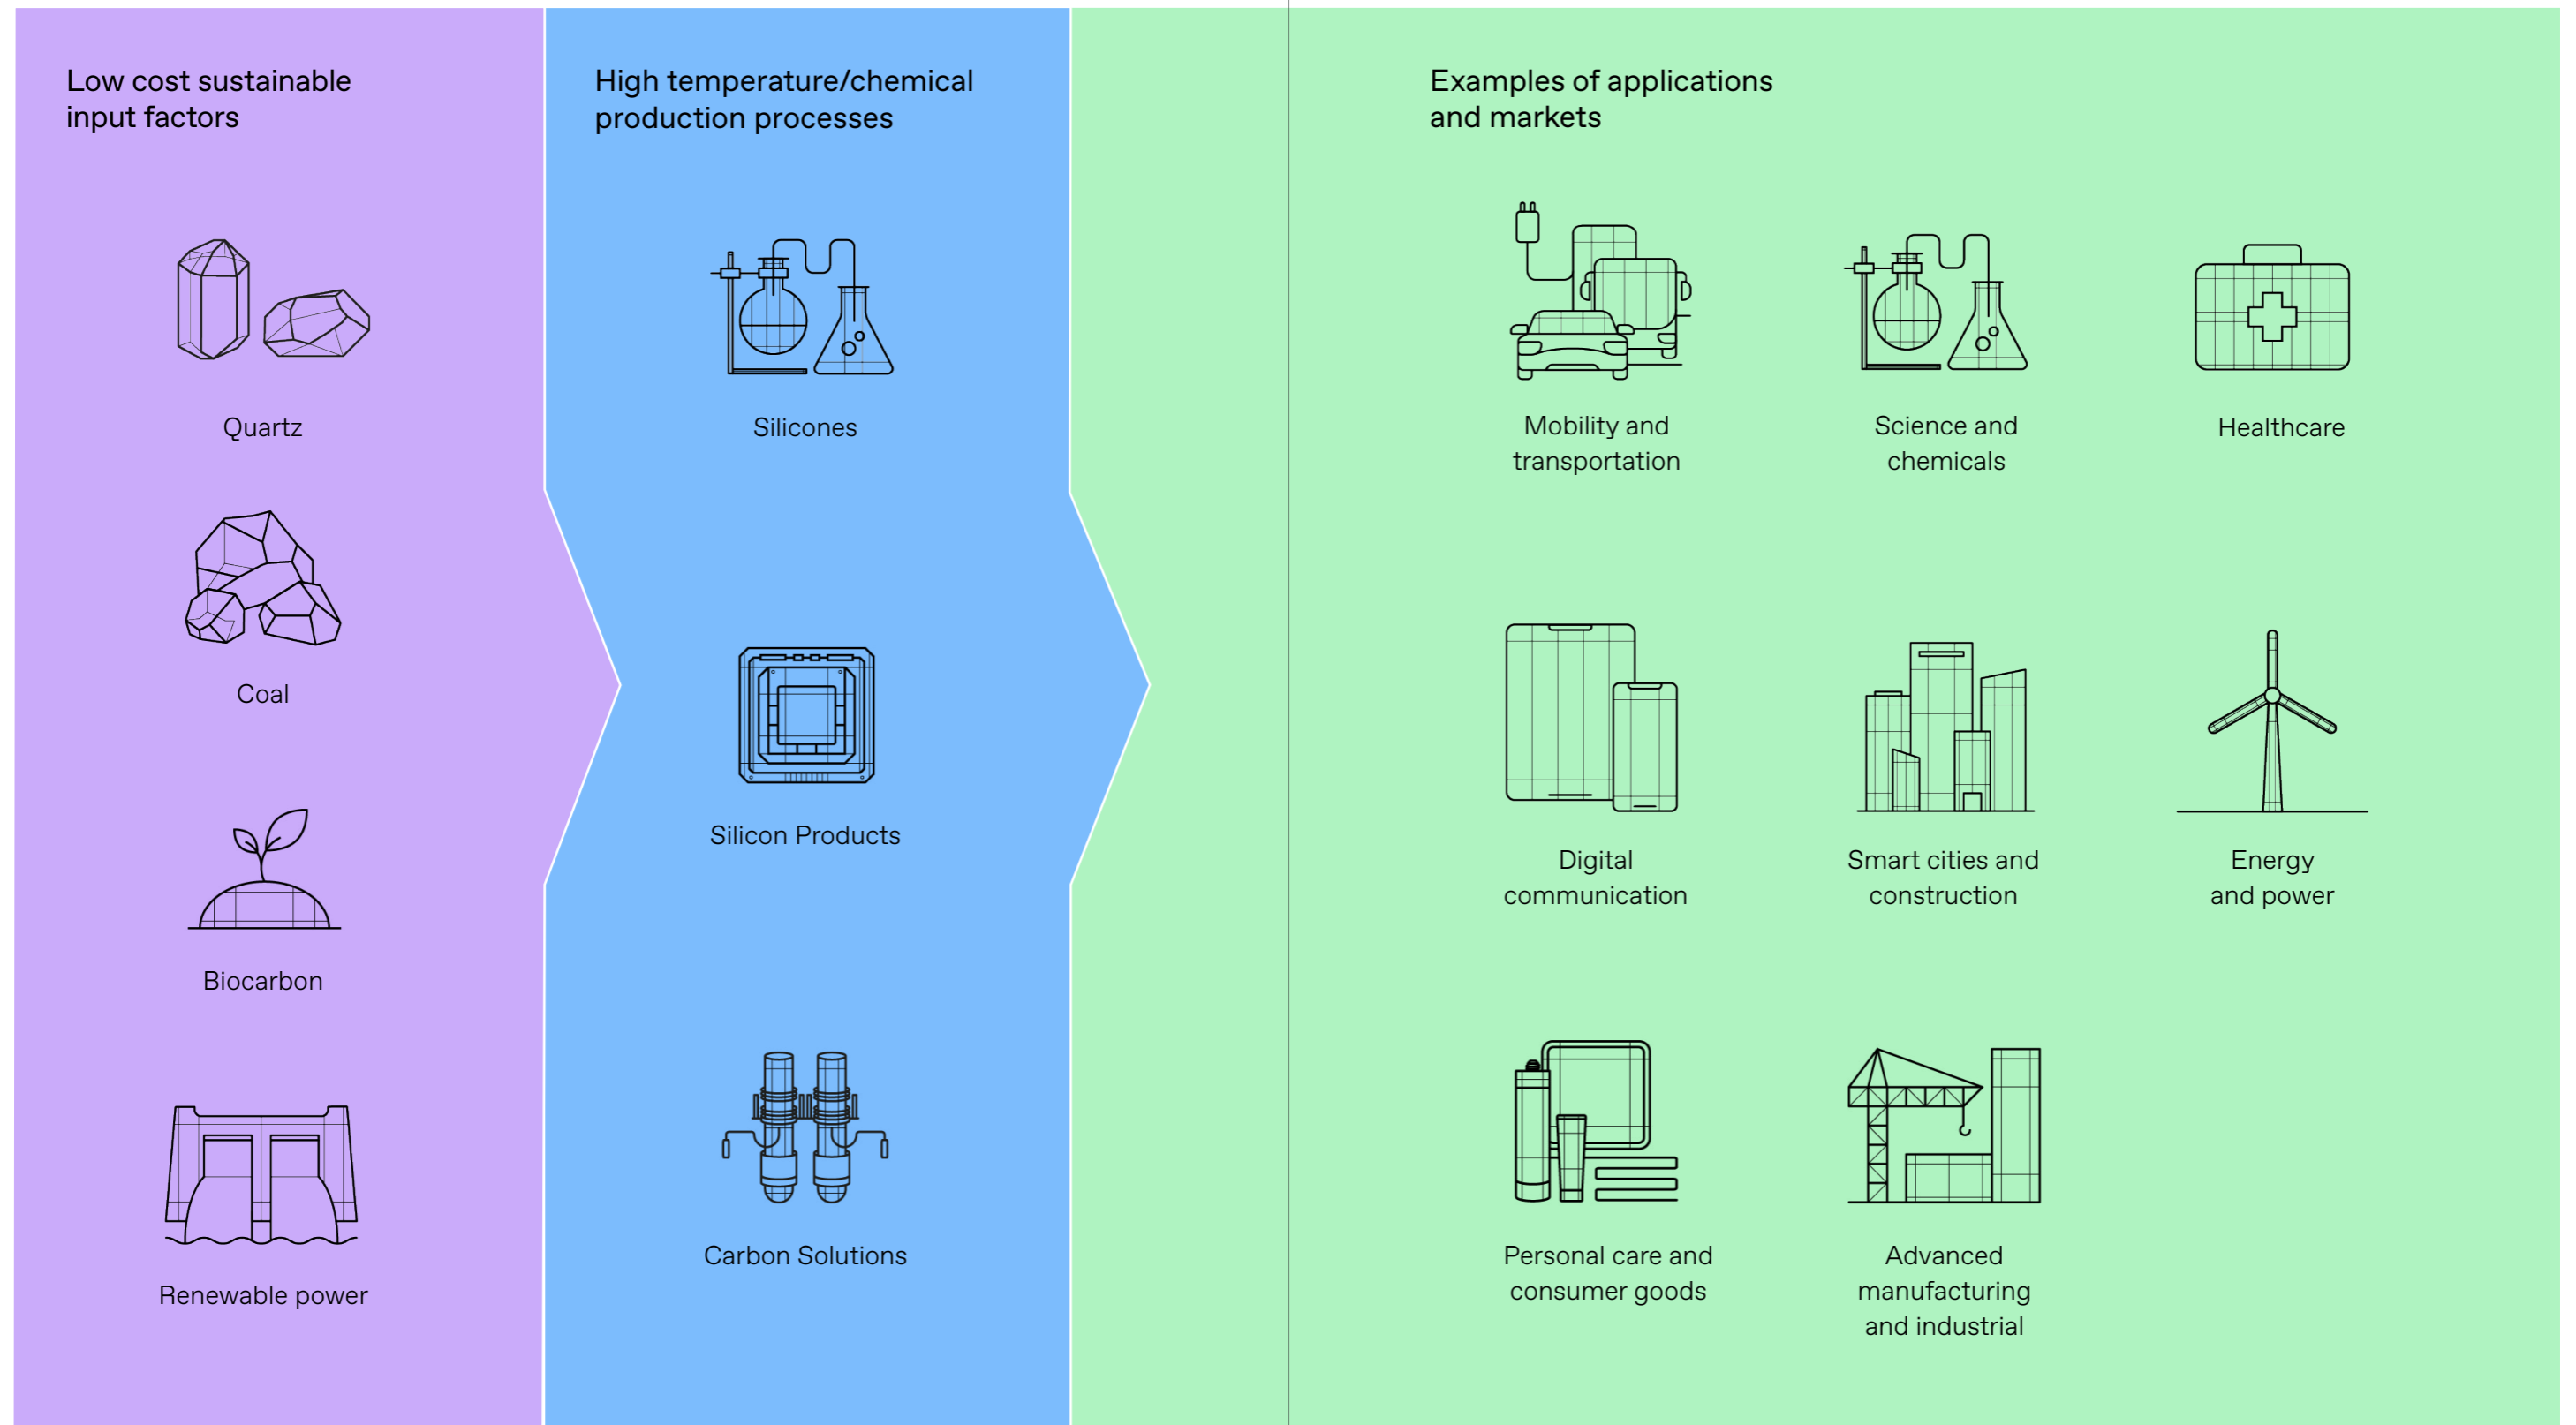 Low cost sustainable
input factors
Quartz
Coal
Biocarbon
Renewable power
High temperature/chemical
production processes
Silicones
Silicon Products
Carbon Solutions
Examples of applications
and markets
Mobility and
transportation
Science and
chemicals
Healthcare
Digital
communication
Smart cities and
construction
Energy
and power
Personal care and
consumer goods
Advanced
manufacturing
and industrial